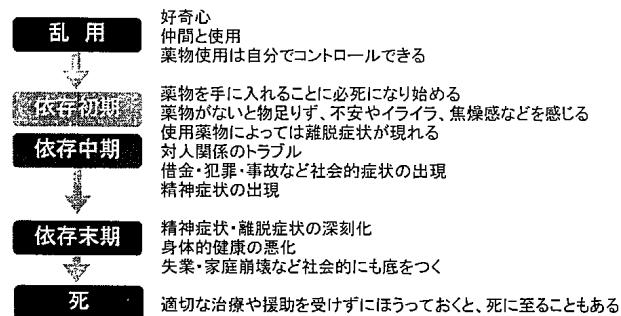 乱用
好奇心
仲間と使用
薬物使用は自分でコントロールできる
依存初期
薬物を手に入れることに必死になり始める
薬物がないと物足りず、不安やイライラ、焦燥感などを感じる
使用薬物によっては離脱症状が現れる
依存中期
対人関係のトラブル
借金・犯罪・事故など社会的症状の出現
精神症状の出現
依存末期
精神症状・離脱症状の深刻化
身体的健康の悪化
失業・家庭崩壊など社会的にも底をつく
死
適切な治療や援助を受けずにほうっておくと、死に至ることもある